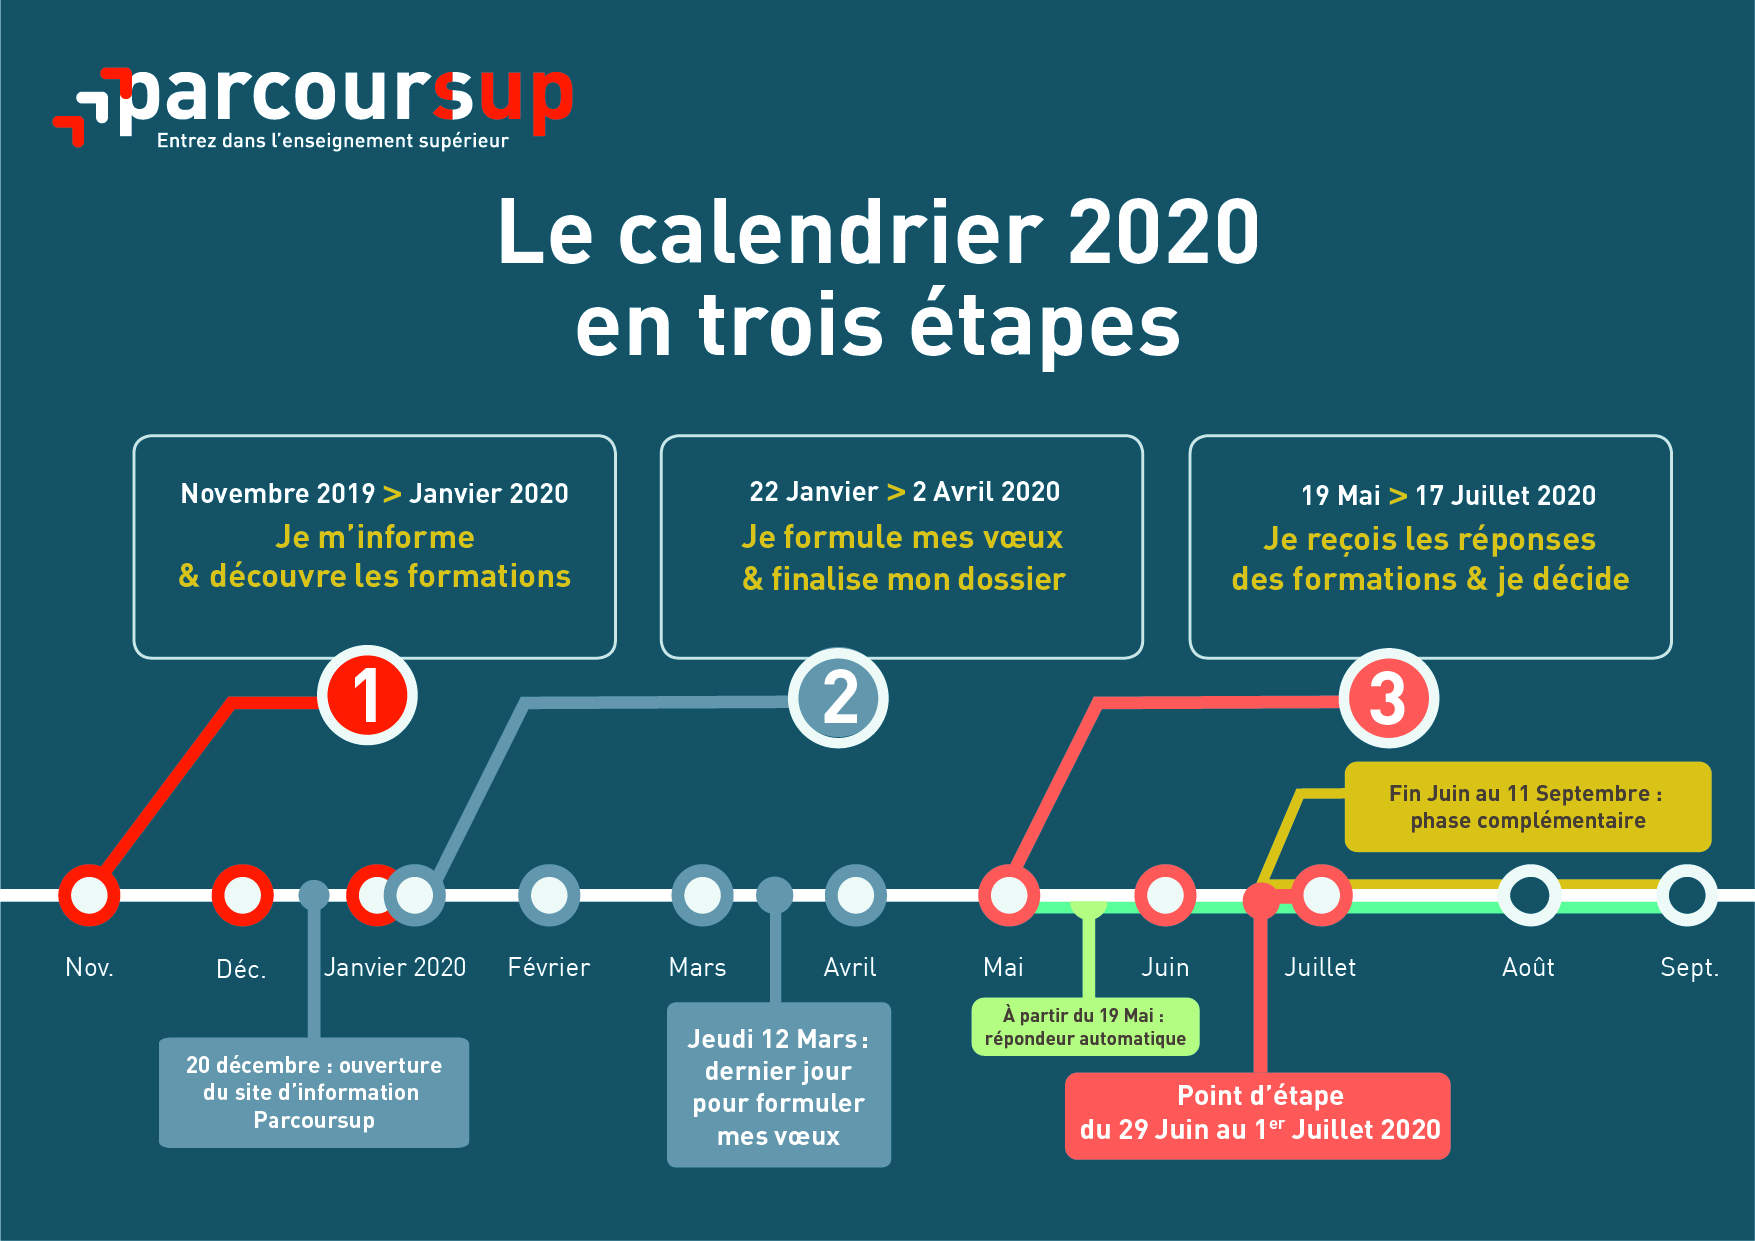 parcoursup
Entrez dans l'enseignement supérieur
Le calendrier 2020
en trois étapes
Novembre 2019 > Janvier 2020
Je m'informe
& découvre les formations
1
22 Janvier > 2 Avril 2020
Je formule mes vœux
& finalise mon dossier
2
19 Mai > 17 Juillet 2020
Je reçois les réponses
des formations & je décide
3
Fin Juin au 11 Septembre :
phase complémentaire
Nov.
Déc.
Janvier 2020
Février
Mars
Avril
Mai
Juin
Juillet
Août
Sept.
20 décembre : ouverture
du site d'information
Parcoursup
Jeudi 12 Mars :
dernier jour
pour formuler
mes vœux
À partir du 19 Mai :
répondeur automatique
Point d'étape
du 29 Juin au 1er Juillet 2020